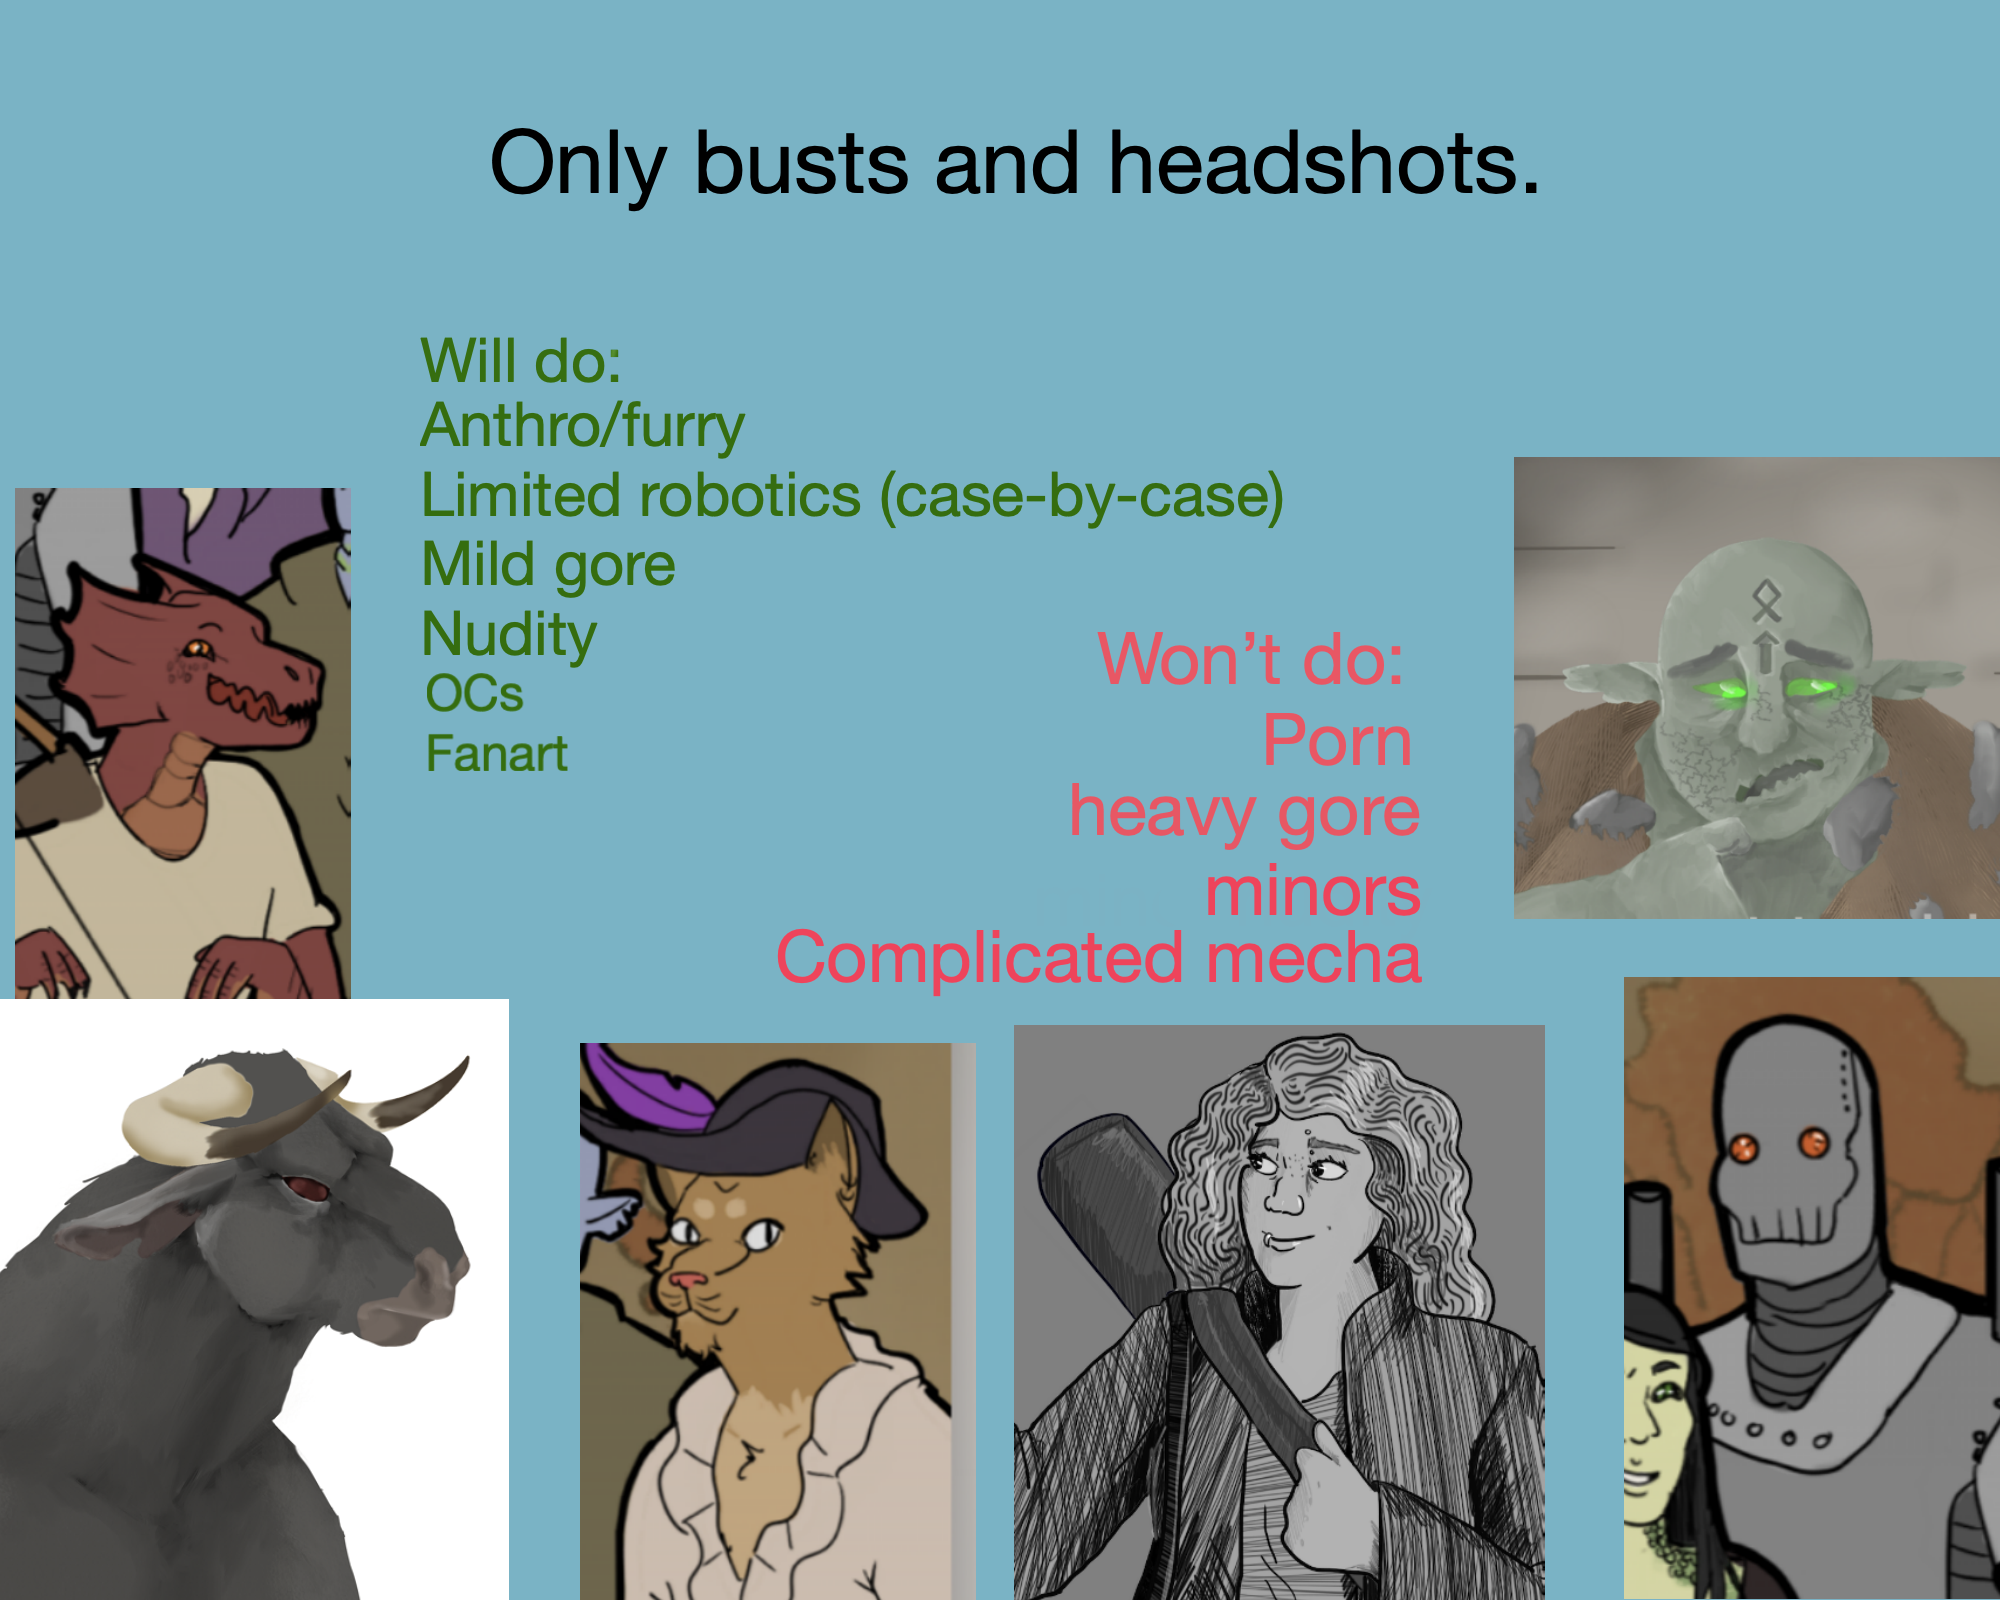 Only busts and headshots.
Will do:
Anthro/furry
Limited robotics (case-by-case)
Mild gore
Nudity
OCs
Fanart
Won't do:
Porn
heavy gore
minors
Complicated mecha